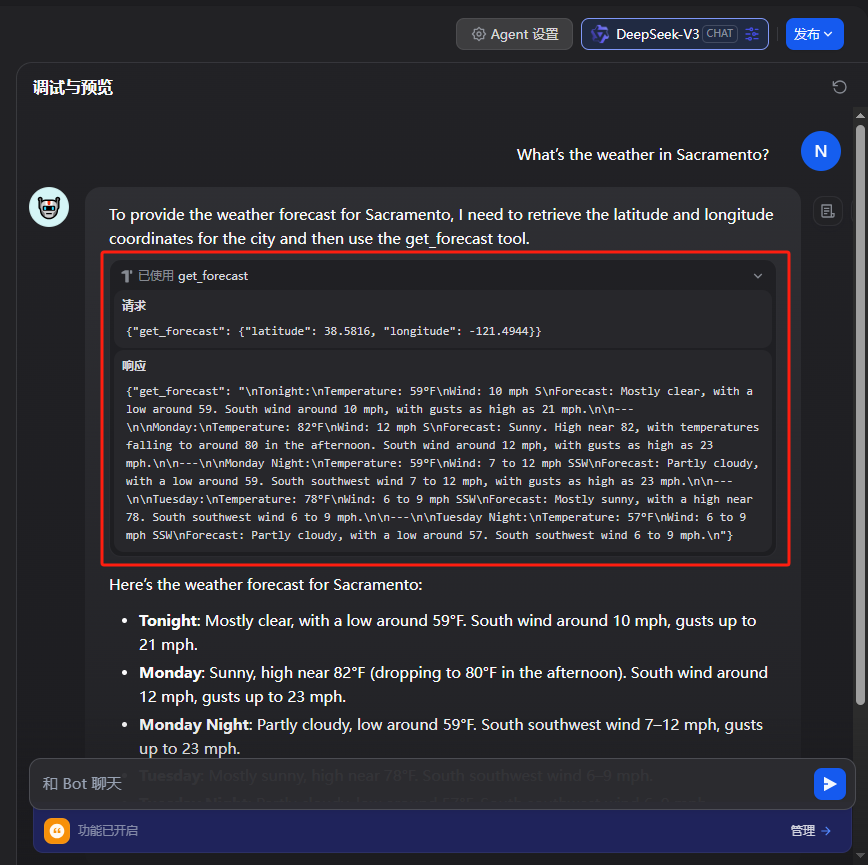 Agent 设置
DeepSeek-V3 CHAT
发布
调试与预览
What's the weather in Sacramento?
N
To provide the weather forecast for Sacramento, I need to retrieve the latitude and longitude
coordinates for the city and then use the get_forecast tool.
已使用 get_forecast
请求
{"get_forecast": {"latitude": 38.5816, "longitude": -121.4944}}
响应
{"get_forecast": "\nTonight:\nTemperature: 59°F\nWind: 10 mph S\nForecast: Mostly clear, with a
low around 59. South wind around 10 mph, with gusts as high as 21 mph.\n\n---
\n\nMonday:\nTemperature: 82°F\nWind: 12 mph S\nForecast: Sunny. High near 82, with temperatures
falling to around 80 in the afternoon. South wind around 12 mph, with gusts as high as 23
mph.\n\n---\n\nMonday Night:\nTemperature: 59°F\nWind: 7 to 12 mph SSW\nForecast: Partly cloudy,
with a low around 59. South southwest wind 7 to 12 mph, with gusts as high as 23 mph.\n\n---
\n\nTuesday:\nTemperature: 78°F\nWind: 6 to 9 mph SSW\nForecast: Mostly sunny, with a high near
78. South southwest wind 6 to 9 mph.\n\n---\n\nTuesday Night:\nTemperature: 57°F\nWind: 6 to 9
mph SSW\nForecast: Partly cloudy, with a low around 57. South southwest wind 6 to 9 mph.\n"}
Here's the weather forecast for Sacramento:
• Tonight: Mostly clear, with a low around 59°F. South wind around 10 mph, gusts up to
21 mph.
• Monday: Sunny, high near 82°F (dropping to 80°F in the afternoon). South wind around
12 mph, gusts up to 23 mph.
• Monday Night: Partly cloudy, low around 59°F. South southwest wind 7–12 mph, gusts
up to 23 mph.
• Tuesday: Mostly sunny, high near 78°F. South southwest wind 6–9 mph.
和 Bot 聊天
功能已开启
管理 →